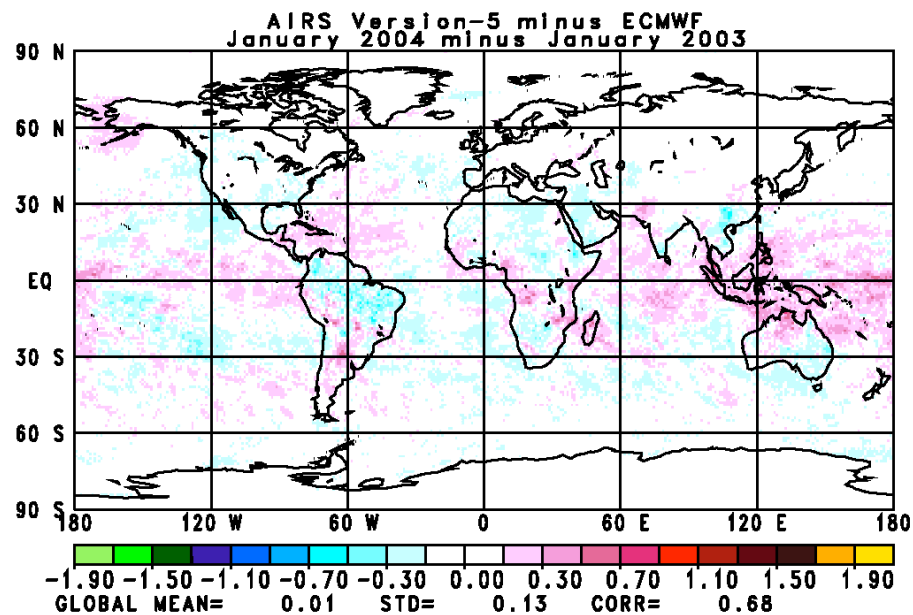 AIRS Version-5 minus ECMWF
January 2004 minus January 2003
90 N
60 N
30 N
EQ
30 S
60 S
90 S
180 120 W 60 W 0 60 E 120 E 180
-1.90 -1.50 -1.10 -0.70 -0.30 0.00 0.30 0.70 1.10 1.50 1.90
GLOBAL MEAN= 0.01 STD= 0.13 CORR= 0.68